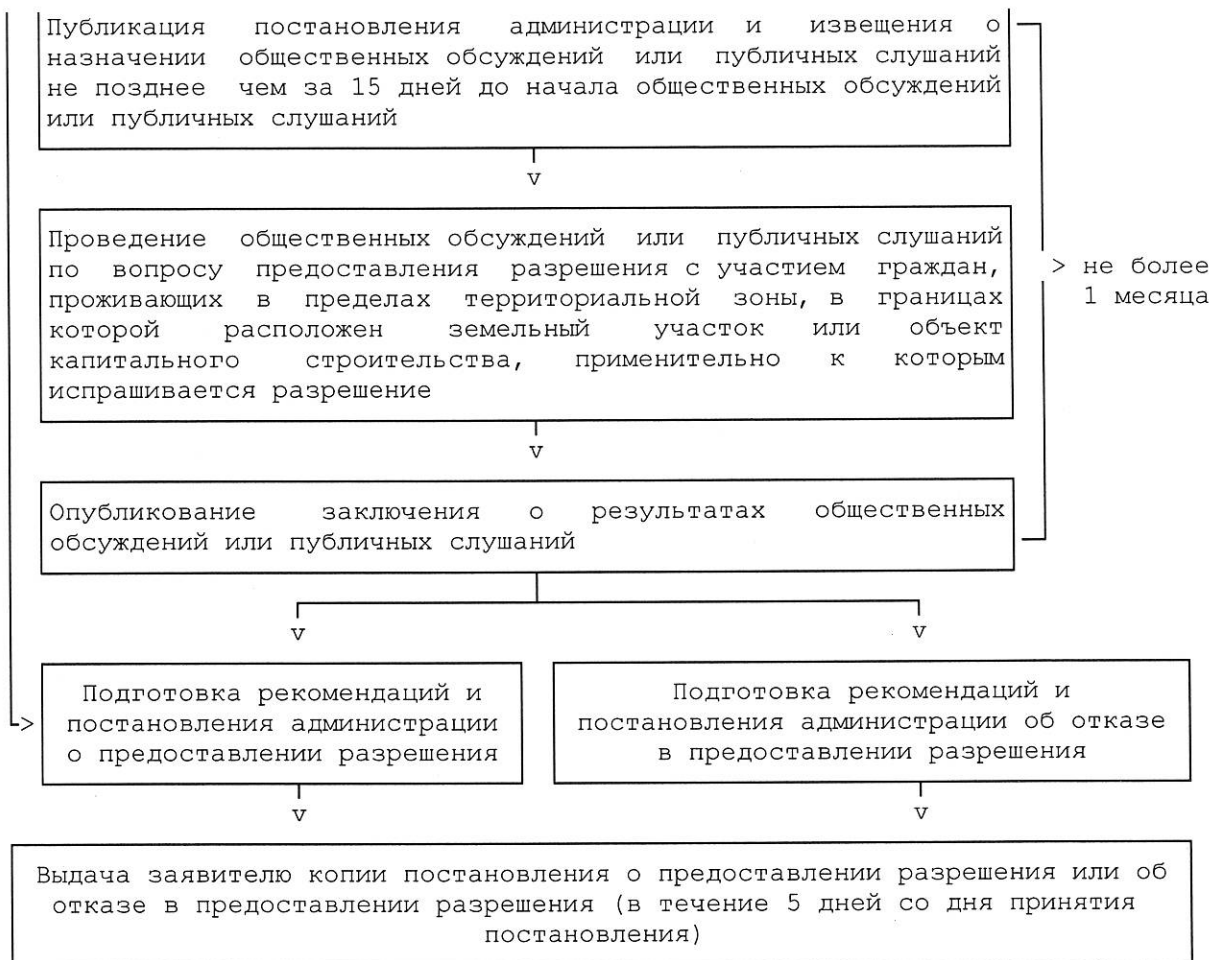 Публикация постановления администрации и извещения о
назначении общественных обсуждений или публичных слушаний
не позднее чем за 15 дней до начала общественных обсуждений
или публичных слушаний
v
Проведение общественных обсуждений или публичных слушаний
по вопросу предоставления разрешения с участием граждан,
проживающих в пределах территориальной зоны, в границах
которой расположен земельный участок или объект
капитального строительства, применительно к которым
испрашивается разрешение
> не более
1 месяца
v
Опубликование заключения о результатах общественных
обсуждений или публичных слушаний
v v
Подготовка рекомендаций и
постановления администрации
о предоставлении разрешения
>
Подготовка рекомендаций и
постановления администрации об отказе
в предоставлении разрешения
v v
Выдача заявителю копии постановления о предоставлении разрешения или об
отказе в предоставлении разрешения (в течение 5 дней со дня принятия
постановления)